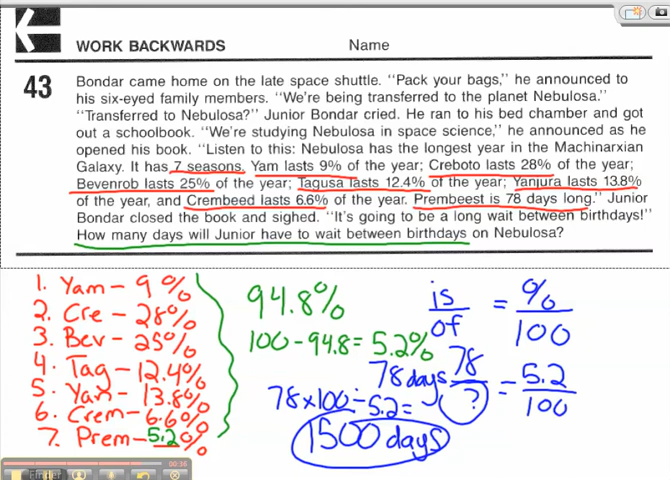 WORK BACKWARDS Name
43
Bondar came home on the late space shuttle. “Pack your bags,” he announced to
his six-eyed family members. “We’re being transferred to the planet Nebulosa.”
“Transferred to Nebulosa?” Junior Bondar cried. He ran to his bed chamber and got
out a schoolbook. “We’re studying Nebulosa in space science,” he announced as he
opened his book. “Listen to this: Nebulosa has the longest year in the Machinarxian
Galaxy. It has 7 seasons. Yam lasts 9% of the year; Creboto lasts 28% of the year;
Bevenrob lasts 25% of the year; Tagusa lasts 12.4% of the year; Yanjura lasts 13.8%
of the year, and Crembeed lasts 6.6% of the year. Prembeest is 78 days long.” Junior
Bondar closed the book and sighed. “It’s going to be a long wait between birthdays!”
How many days will Junior have to wait between birthdays on Nebulosa?
1. Yam – 9%
2. Cre – 28%
3. Bev – 25%
4. Tag – 12.4%
5. Yan – 13.8%
6. Crem – 6.6%
7. Prem – 5.2%
94.8%
100 - 94.8 = 5.2%
is/of = %/100
78 days 78/? = 5.2/100
78 x 100 ÷ 5.2 =
1500 days
00:35